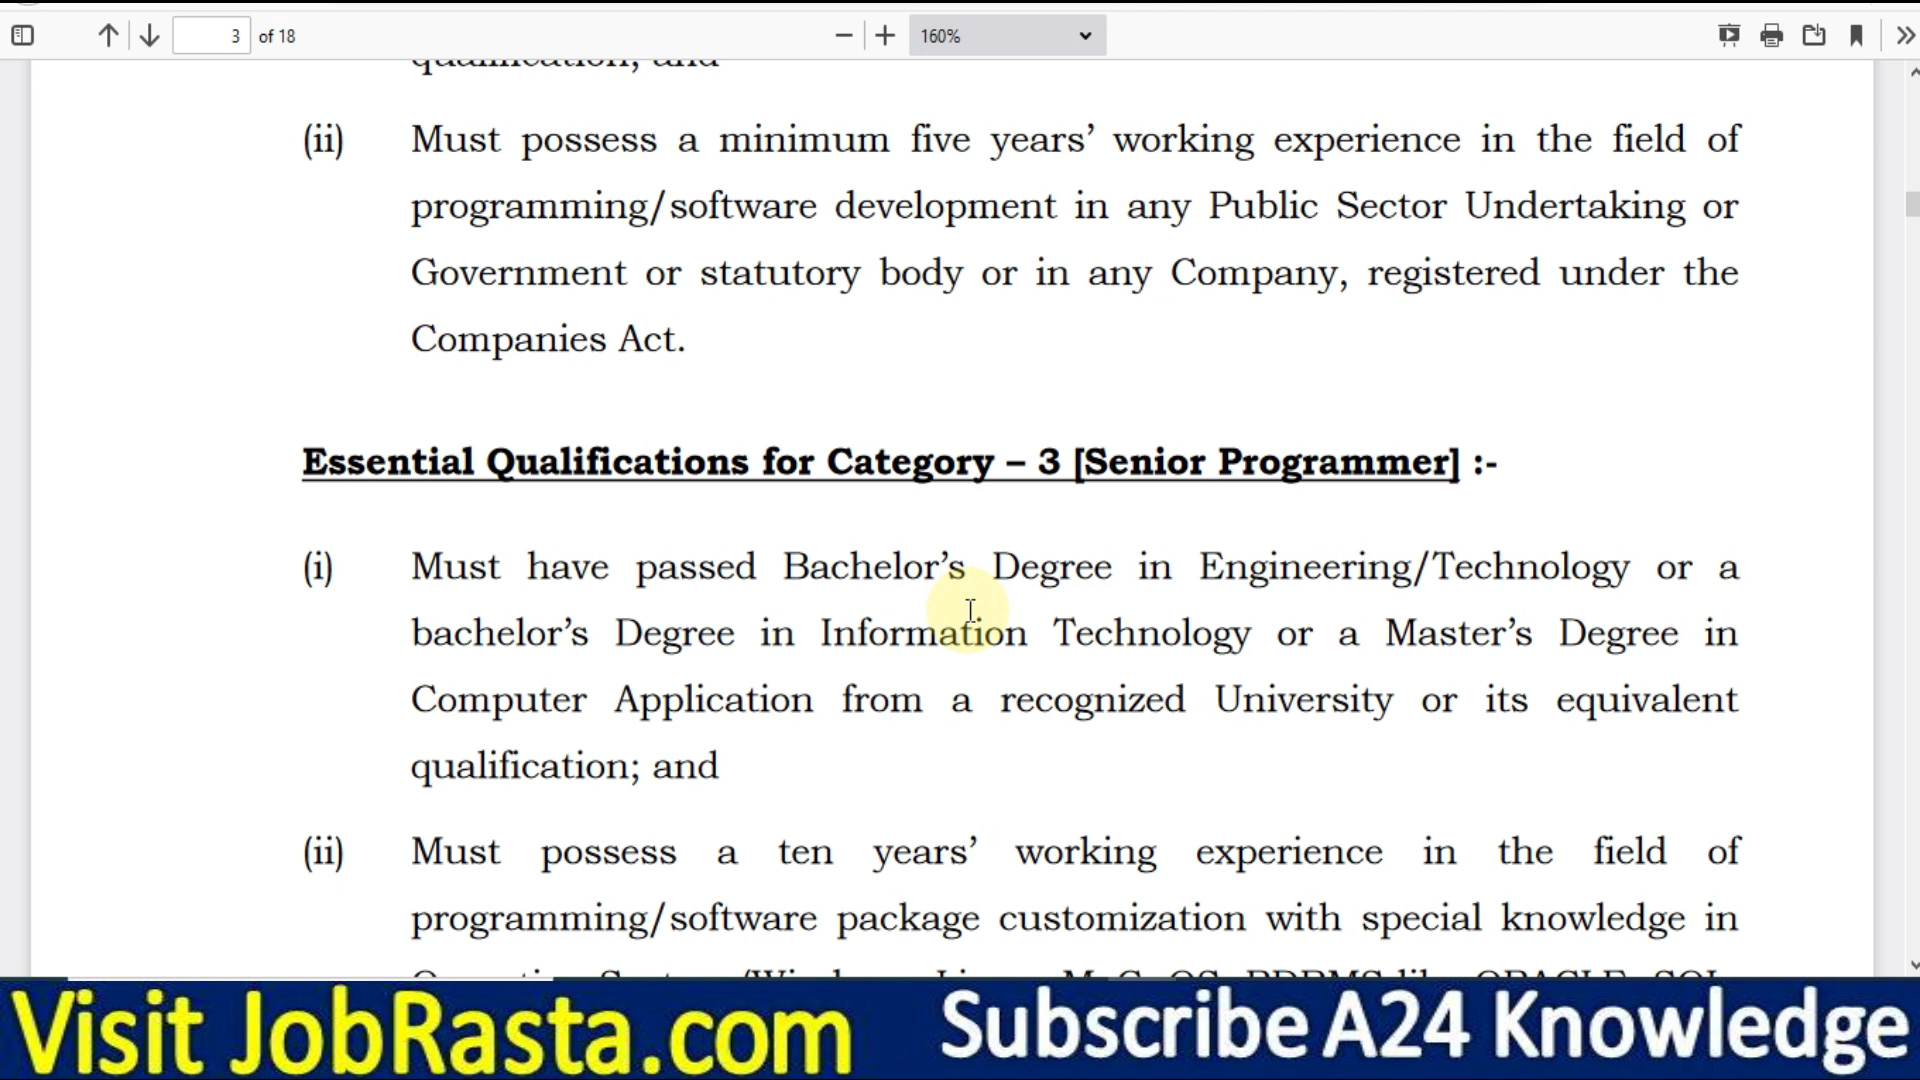 3 of 18
160%
qualification; and
(ii) Must possess a minimum five years’ working experience in the field of
programming/software development in any Public Sector Undertaking or
Government or statutory body or in any Company, registered under the
Companies Act.
Essential Qualifications for Category – 3 [Senior Programmer] :-
(i) Must have passed Bachelor’s Degree in Engineering/Technology or a
bachelor’s Degree in Information Technology or a Master’s Degree in
Computer Application from a recognized University or its equivalent
qualification; and
(ii) Must possess a ten years’ working experience in the field of
programming/software package customization with special knowledge in
Visit JobRasta.com
Subscribe A24 Knowledge